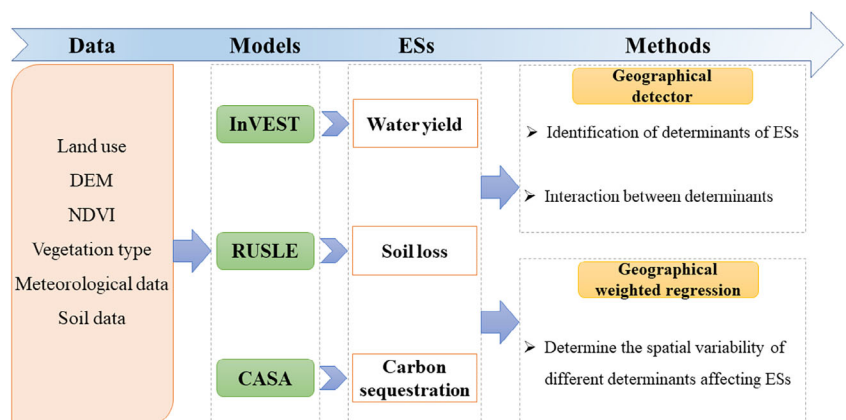 Data
Models
ESs
Methods
Land use
DEM
NDVI
Vegetation type
Meteorological data
Soil data
InVEST
RUSLE
CASA
Water yield
Soil loss
Carbon
sequestration
Geographical
detector
➢ Identification of determinants of ESs
➢ Interaction between determinants
Geographical
weighted regression
➢ Determine the spatial variability of
different determinants affecting ESs